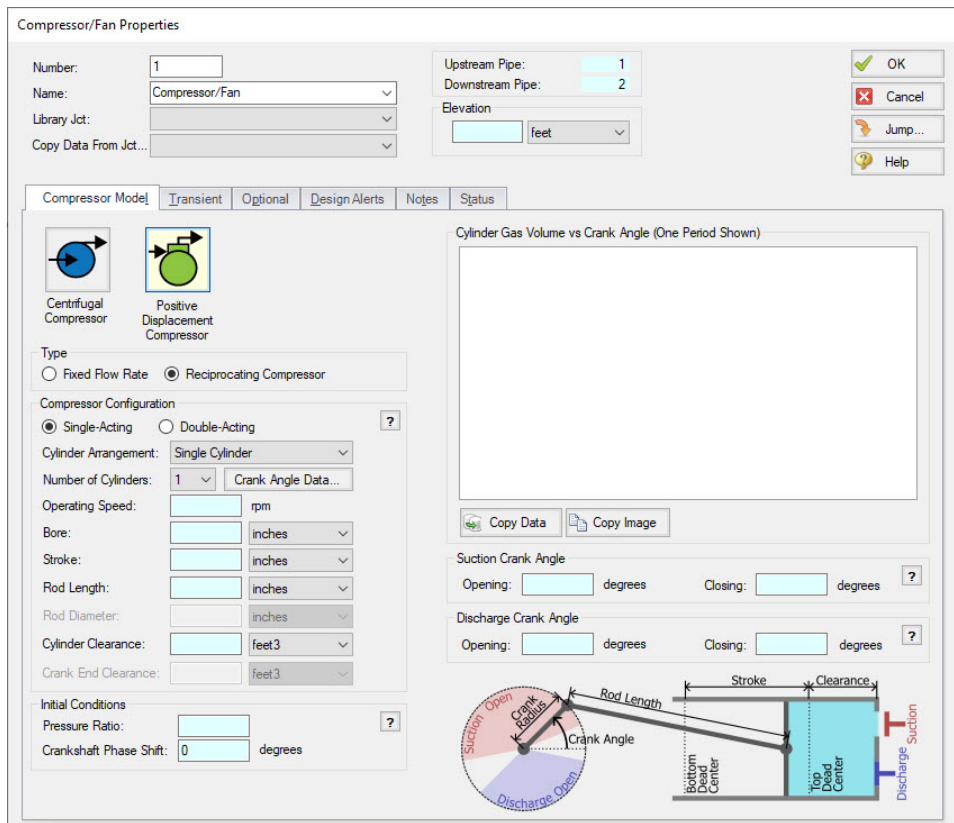 Compressor/Fan Properties
Number: 1
Name: Compressor/Fan
Library Jct:
Copy Data From Jct...
Upstream Pipe: 1
Downstream Pipe: 2
Elevation
feet
OK
Cancel
Jump...
Help
Compressor Model Transient Optional Design Alerts Notes Status
Centrifugal
Compressor
Positive
Displacement
Compressor
Type
Fixed Flow Rate Reciprocating Compressor
Compressor Configuration
Single-Acting Double-Acting ?
Cylinder Arrangement: Single Cylinder
Number of Cylinders: 1 Crank Angle Data...
Operating Speed: rpm
Bore: inches
Stroke: inches
Rod Length: inches
Rod Diameter: inches
Cylinder Clearance: feet3
Crank End Clearance: feet3
Initial Conditions
Pressure Ratio: ?
Crankshaft Phase Shift: 0 degrees
Cylinder Gas Volume vs Crank Angle (One Period Shown)
Copy Data Copy Image
Suction Crank Angle
Opening: degrees Closing: degrees ?
Discharge Crank Angle
Opening: degrees Closing: degrees ?
Suction Open
Crank
Radius
Rod Length
Crank Angle
Discharge Open
Stroke
Clearance
Bottom
Dead
Center
Top
Dead
Center
Suction
Discharge